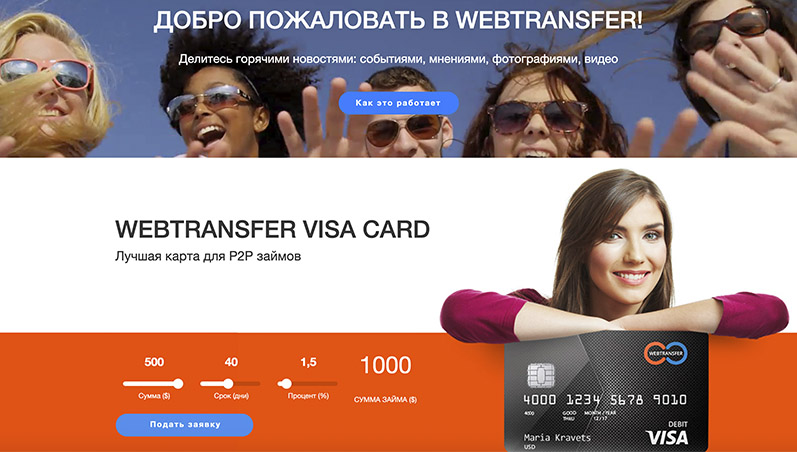 ДОБРО ПОЖАЛОВАТЬ В WEBTRANSFER!
Делитесь горячими новостями: событиями, мнениями, фотографиями, видео
Как это работает
WEBTRANSFER VISA CARD
Лучшая карта для P2P займов
500 40 1,5 1000
Сумма ($) Срок (дни) Процент (%) СУММА ЗАЙМА ($)
Подать заявку
WEBTRANSFER
4000 1234 5678 9010
4000 GOOD THRU MONTH/YEAR
12/17
DEBIT
Maria Kravets
VISA
USD